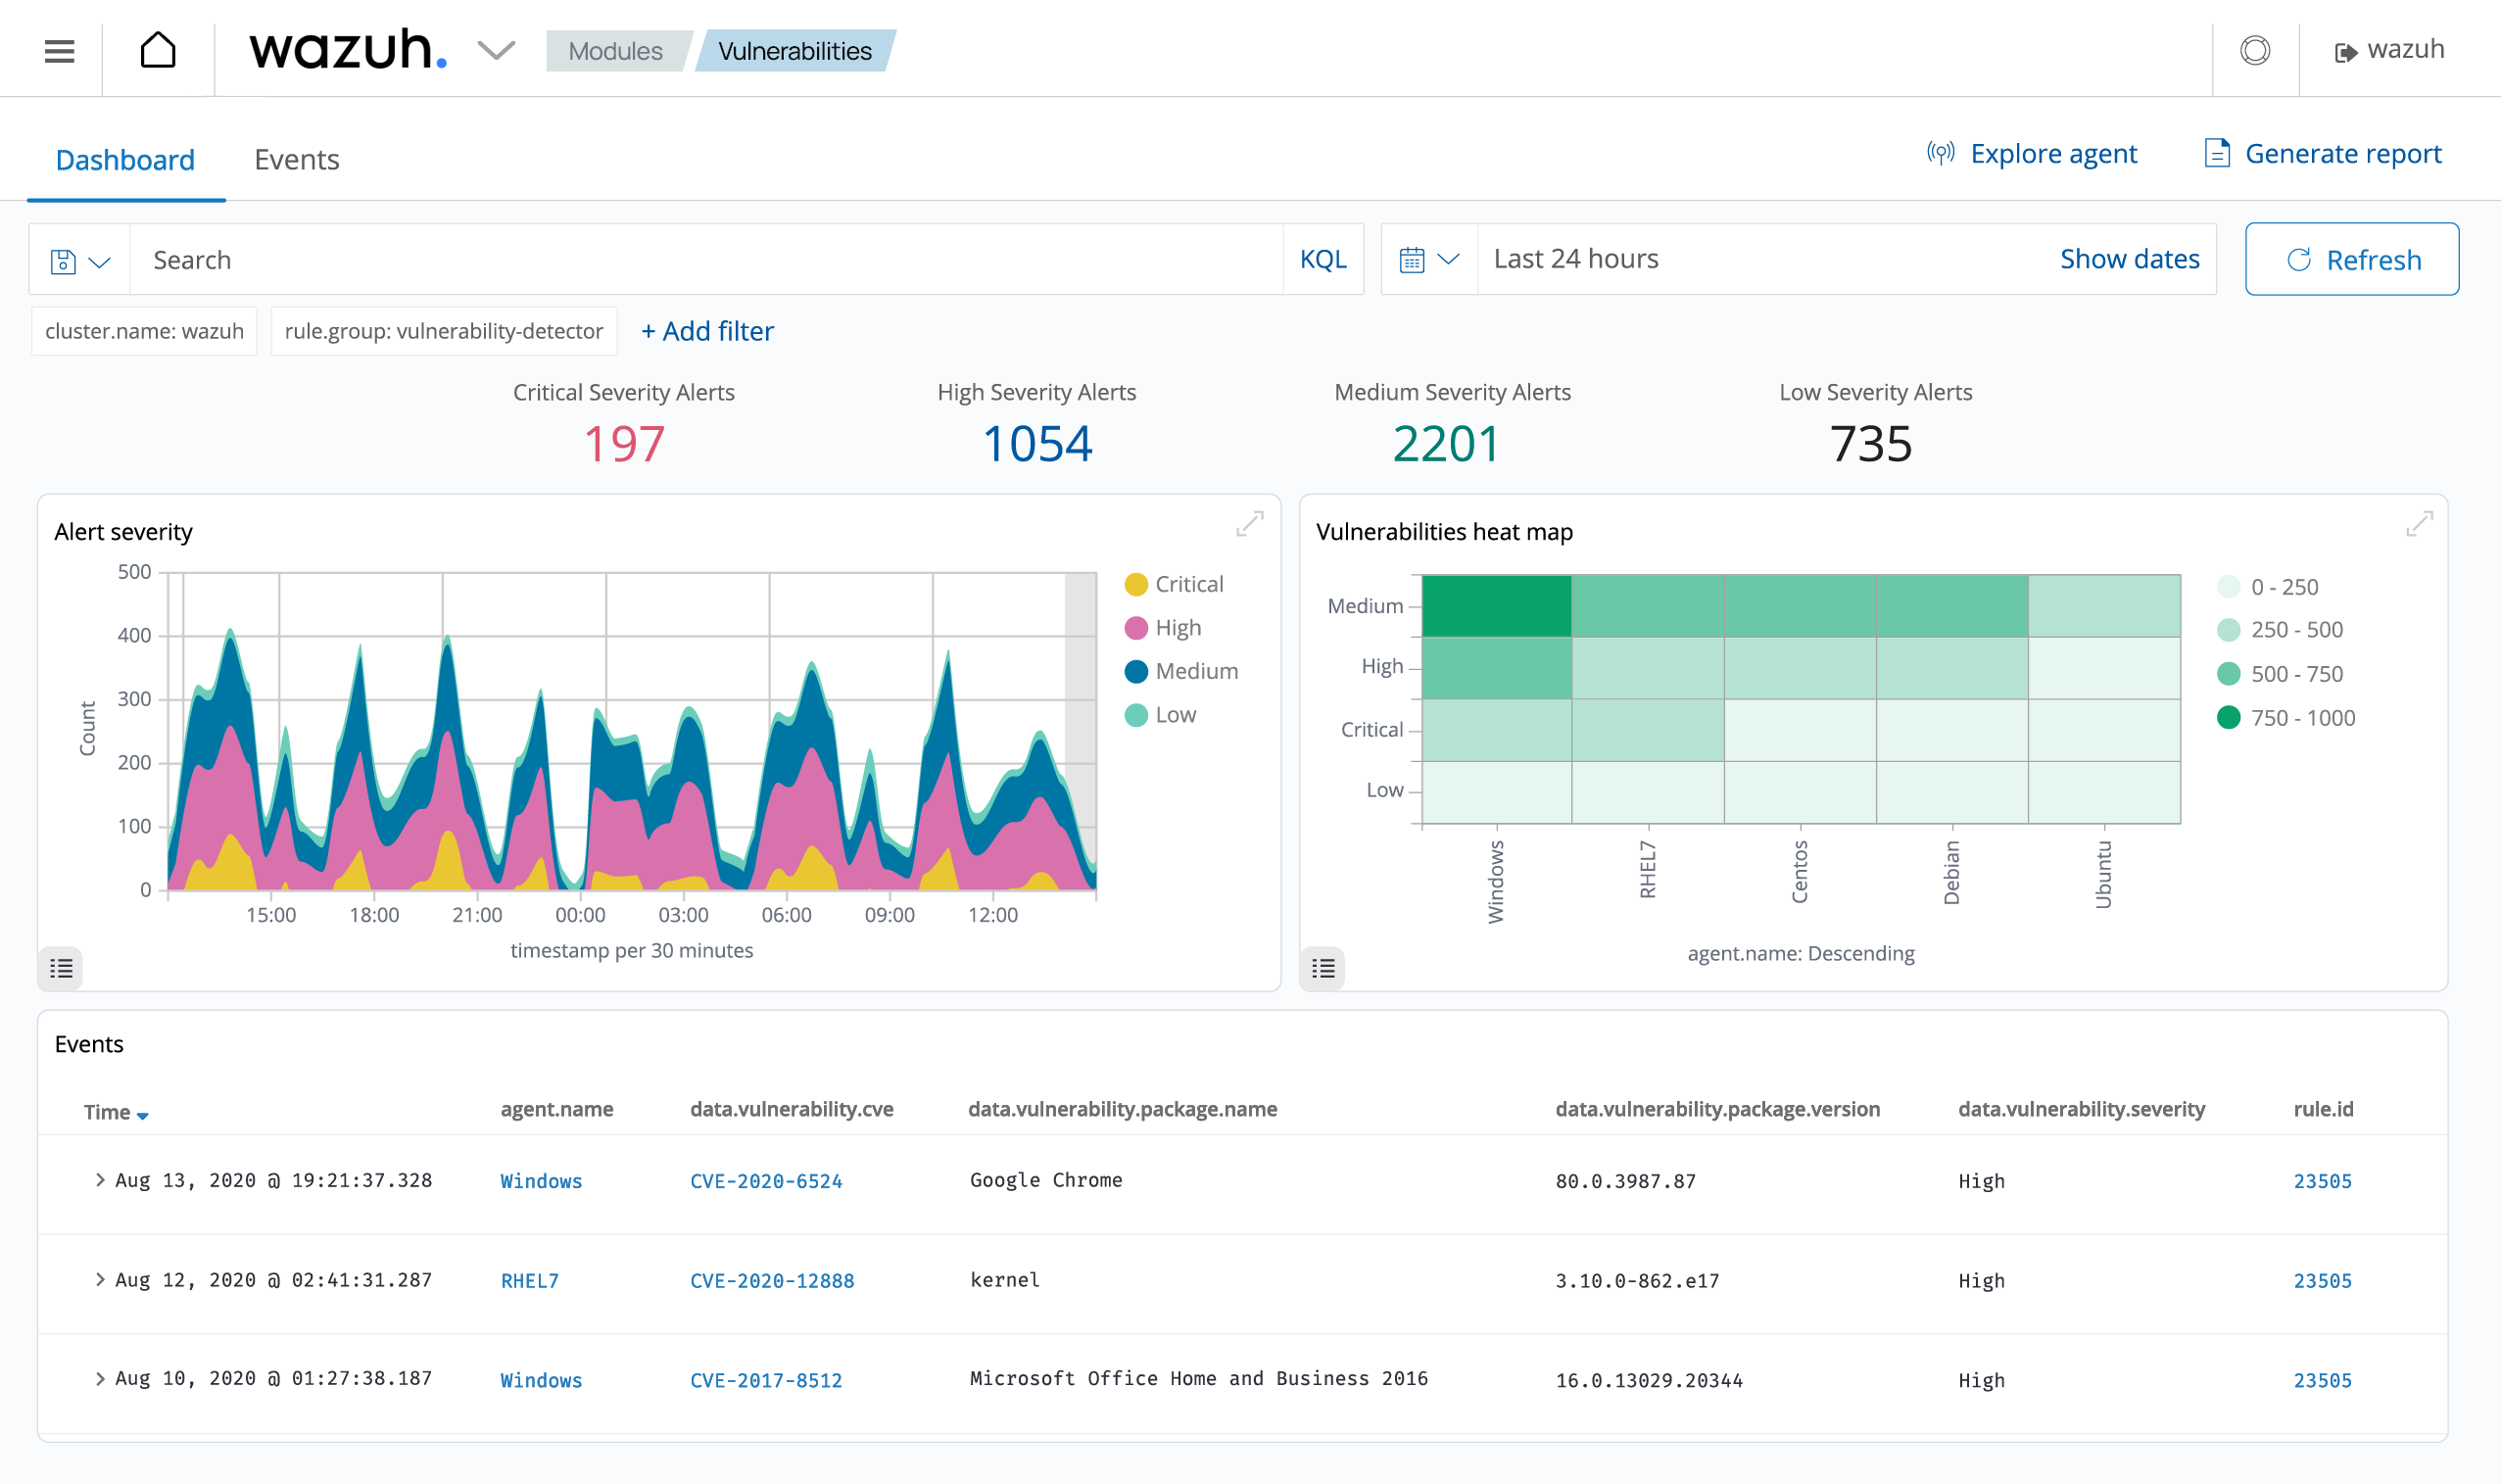 wazuh.
Modules
Vulnerabilities
wazuh
Dashboard
Events
Explore agent
Generate report
Search
KQL
Last 24 hours
Show dates
Refresh
cluster.name: wazuh
rule.group: vulnerability-detector
+ Add filter
Critical Severity Alerts
High Severity Alerts
Medium Severity Alerts
Low Severity Alerts
197
1054
2201
735
Alert severity
500
400
300
200
100
0
Count
15:00
18:00
21:00
00:00
03:00
06:00
09:00
12:00
timestamp per 30 minutes
Critical
High
Medium
Low
Vulnerabilities heat map
Medium
High
Critical
Low
Windows
RHEL7
Centos
Debian
Ubuntu
agent.name: Descending
0 - 250
250 - 500
500 - 750
750 - 1000
Events
Time agent.name data.vulnerability.cve data.vulnerability.package.name data.vulnerability.package.version data.vulnerability.severity rule.id
Aug 13, 2020 @ 19:21:37.328 Windows CVE-2020-6524 Google Chrome 80.0.3987.87 High 23505
Aug 12, 2020 @ 02:41:31.287 RHEL7 CVE-2020-12888 kernel 3.10.0-862.e17 High 23505
Aug 10, 2020 @ 01:27:38.187 Windows CVE-2017-8512 Microsoft Office Home and Business 2016 16.0.13029.20344 High 23505